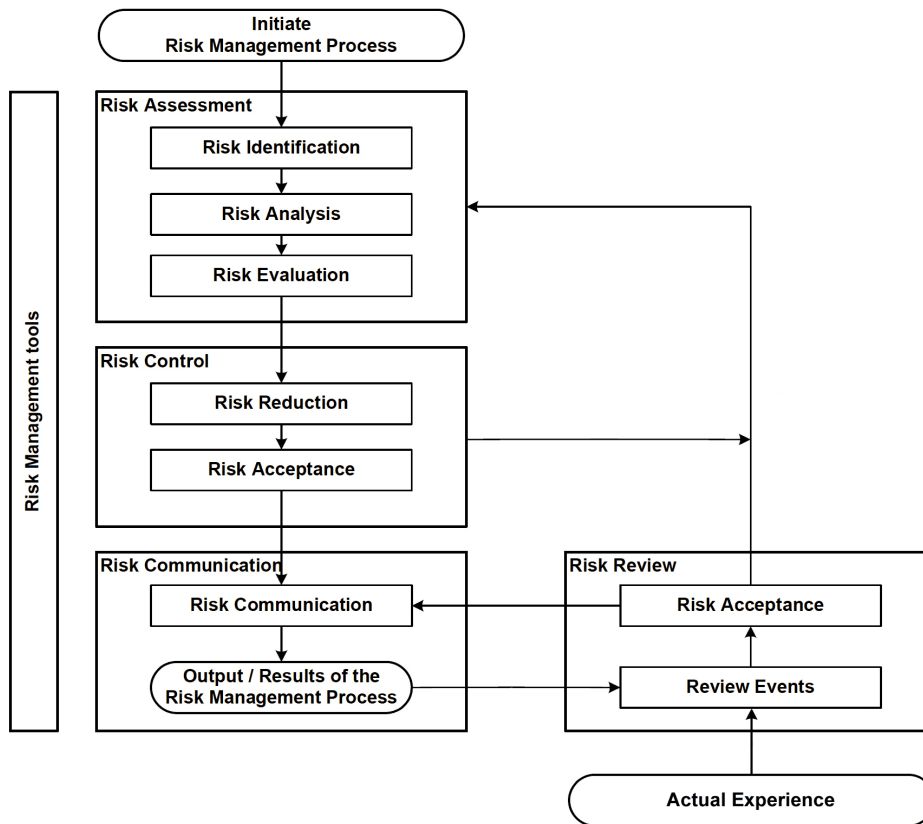 Initiate
Risk Management Process
Risk Management tools
Risk Assessment
Risk Identification
Risk Analysis
Risk Evaluation
Risk Control
Risk Reduction
Risk Acceptance
Risk Communication
Risk Communication
Output / Results of the
Risk Management Process
Risk Review
Risk Acceptance
Review Events
Actual Experience